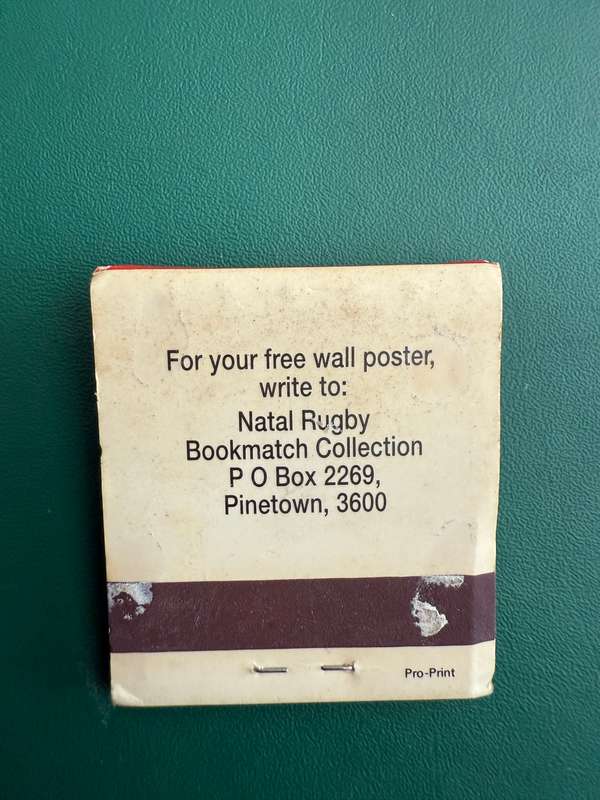 For your free wall poster,
write to:
Natal Rugby
Bookmatch Collection
P O Box 2269,
Pinetown, 3600
Pro-Print